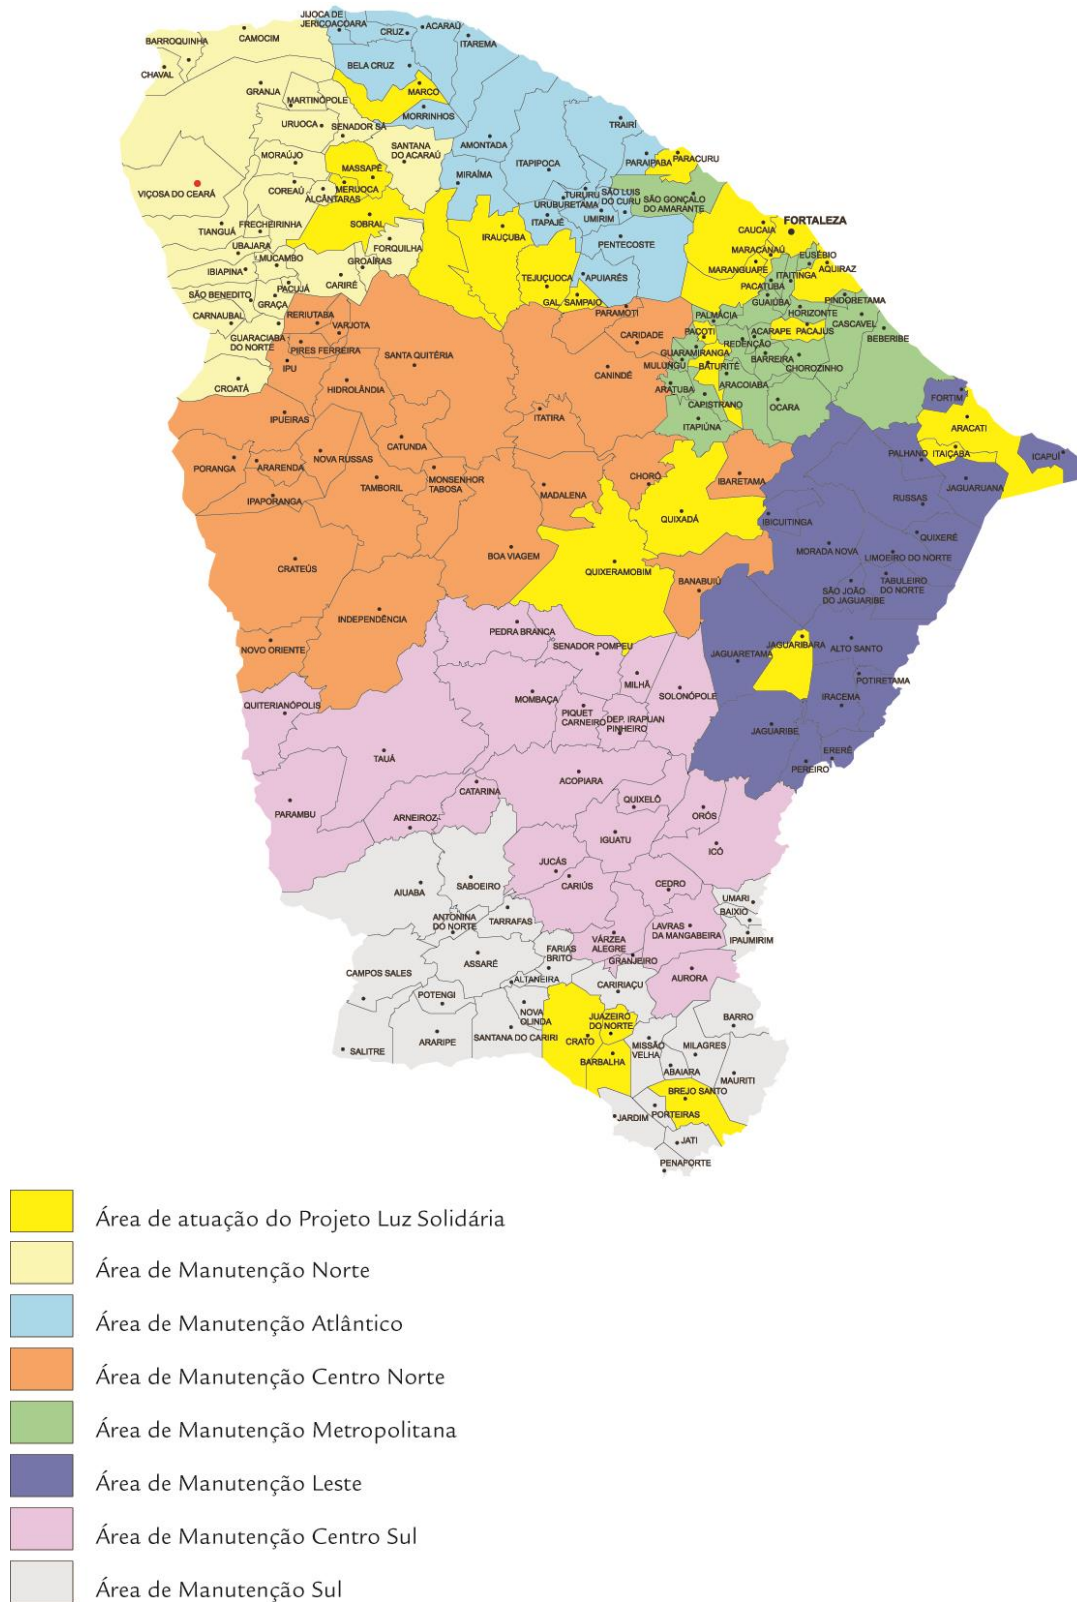 JIJOCA DE
JERICOACOARA
ACARAÚ
CRUZ
ITAREMA
CAMOCIM
BARROQUINHA
CHAVAL
BELA CRUZ
MARCO
GRANJA
MARTINÓPOLE
MORRINHOS
URUOCA
SENADOR SÁ
TRAIRÍ
SANTANA
DO ACARAÚ
AMONTADA
MORAÚJO
ITAPIPOCA
PARAIPABA
PARACURU
MASSAPÊ
MIRAÍMA
VIÇOSA DO CEARÁ
COREAÚ
MERUOCA
ALCÂNTARAS
TURURU
SÃO LUIS
DO CURU
URUBURETAMA
SÃO GONÇALO
DO AMARANTE
SOBRAL
ITAPAJÉ
UMIRIM
FORTALEZA
TIANGUÁ
FRECHEIRINHA
IRAUÇUBA
CAUCAIA
UBAJARA
FORQUILHA
PENTECOSTE
MARACANAÚ
MUCAMBO
GROAÍRAS
EUSÉBIO
IBIAPINA
TEJUÇUOCA
APUIARÉS
MARANGUAPE
ITAITINGA
AQUIRAZ
PACUJÁ
CARIRÉ
PACATUBA
SÃO BENEDITO
GRAÇA
GAL. SAMPAIO
GUAIÚBA
PINDORETAMA
RERIUTABA
PARAMOTI
PALMÁCIA
HORIZONTE
CARNAUBAL
VARJOTA
CASCAVEL
GUARACIABA
DO NORTE
CARIDADE
PACOTI
ACARAPE
PACAJUS
BEBERIBE
PIRES FERREIRA
REDENÇÃO
SANTA QUITÉRIA
GUARAMIRANGA
BARREIRA
IPU
MULUNGU
BATURITÉ
CHOROZINHO
CROATÁ
HIDROLÂNDIA
CANINDÉ
ARATUBA
ARACOIABA
FORTIM
CAPISTRANO
OCARA
IPUEIRAS
ITATIRA
ITAPIÚNA
ARACATI
CATUNDA
NOVA RUSSAS
PALHANO
ITAIÇABA
ICAPUÍ
PORANGA
ARARENDA
MONSENHOR
TABOSA
TAMBORIL
CHORÓ
IBARETAMA
JAGUARUANA
IPAPORANGA
MADALENA
RUSSAS
QUIXADÁ
IBICUITINGA
QUIXERÊ
BOA VIAGEM
MORADA NOVA
LIMOEIRO DO NORTE
CRATEÚS
QUIXERAMOBIM
BANABUIÚ
TABULEIRO
DO NORTE
SÃO JOÃO
DO JAGUARIBE
INDEPENDÊNCIA
PEDRA BRANCA
NOVO ORIENTE
SENADOR POMPEU
JAGUARIBARA
ALTO SANTO
JAGUARETAMA
MILHÃ
POTIRETAMA
SOLONÓPOLE
MOMBAÇA
IRACEMA
QUITERIANÓPOLIS
PIQUET
CARNEIRO
DEP. IRAPUAN
PINHEIRO
JAGUARIBE
ERERÊ
TAUÁ
PEREIRO
ACOPIARA
CATARINA
QUIXELÔ
PARAMBU
ARNEIROZ
ORÓS
IGUATU
ICÓ
JUCÁS
CARIÚS
CEDRO
AIUABA
SABOEIRO
UMARI
BAIXIO
ANTONINA
DO NORTE
TARRAFAS
LAVRAS
DA MANGABEIRA
VÁRZEA
ALEGRE
IPAUMIRIM
FARIAS
BRITO
ASSARÉ
GRANJEIRO
CAMPOS SALES
ALTANEIRA
AURORA
CARIRIAÇU
POTENGI
NOVA
OLINDA
JUAZEIRO
DO NORTE
BARRO
ARARIPE
SANTANA DO CARIRI
CRATO
MISSÃO
VELHA
MILAGRES
SALITRE
BARBALHA
ABAIARA
MAURITI
BREJO SANTO
JARDIM
PORTEIRAS
JATI
PENAFORTE
Área de atuação do Projeto Luz Solidária
Área de Manutenção Norte
Área de Manutenção Atlântico
Área de Manutenção Centro Norte
Área de Manutenção Metropolitana
Área de Manutenção Leste
Área de Manutenção Centro Sul
Área de Manutenção Sul